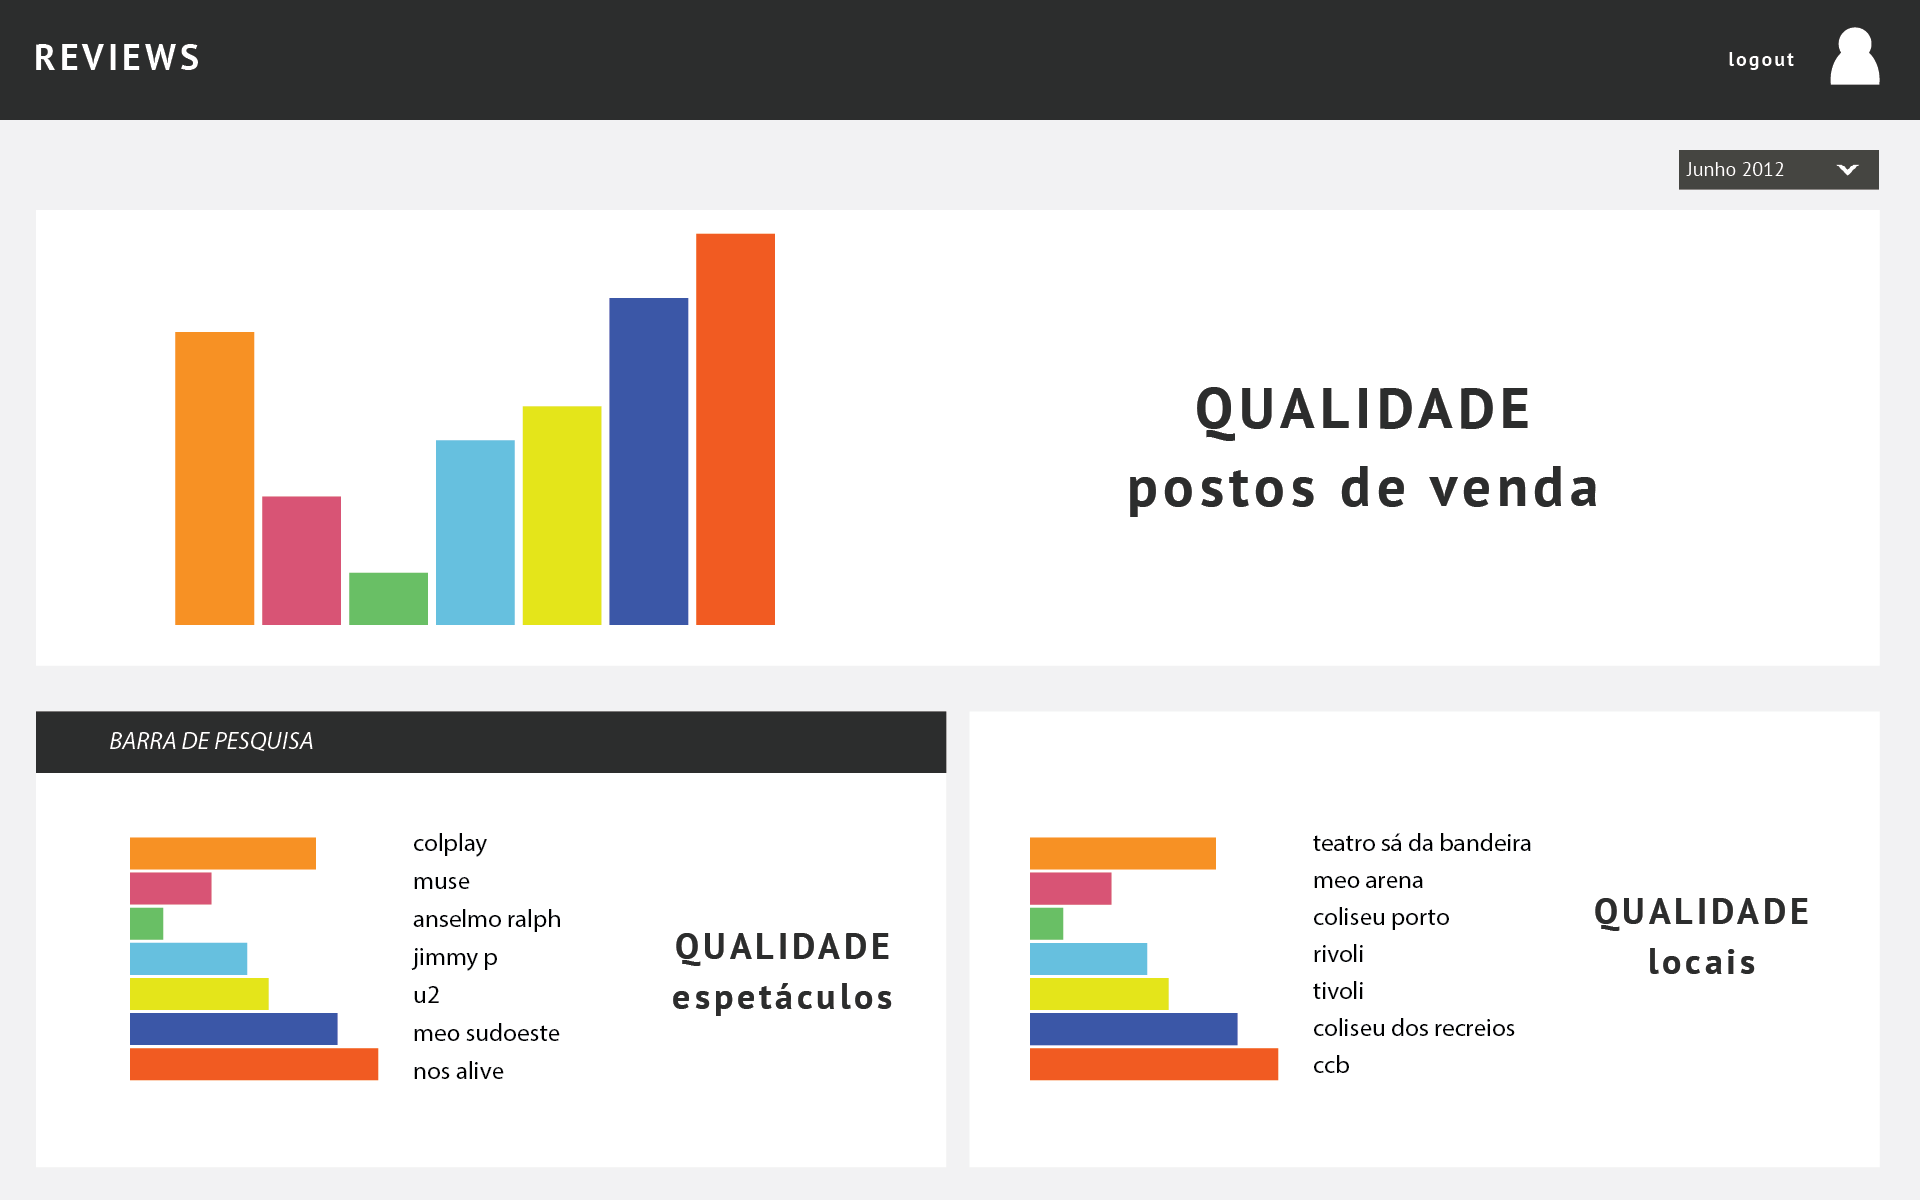 REVIEWS
logout
Junho 2012
QUALIDADE
postos de venda
BARRA DE PESQUISA
colplay
muse
anselmo ralph
jimmy p
u2
meo sudoeste
nos alive
QUALIDADE
espetáculos
teatro sá da bandeira
meo arena
coliseu porto
rivoli
tivoli
coliseu dos recreios
ccb
QUALIDADE
locais